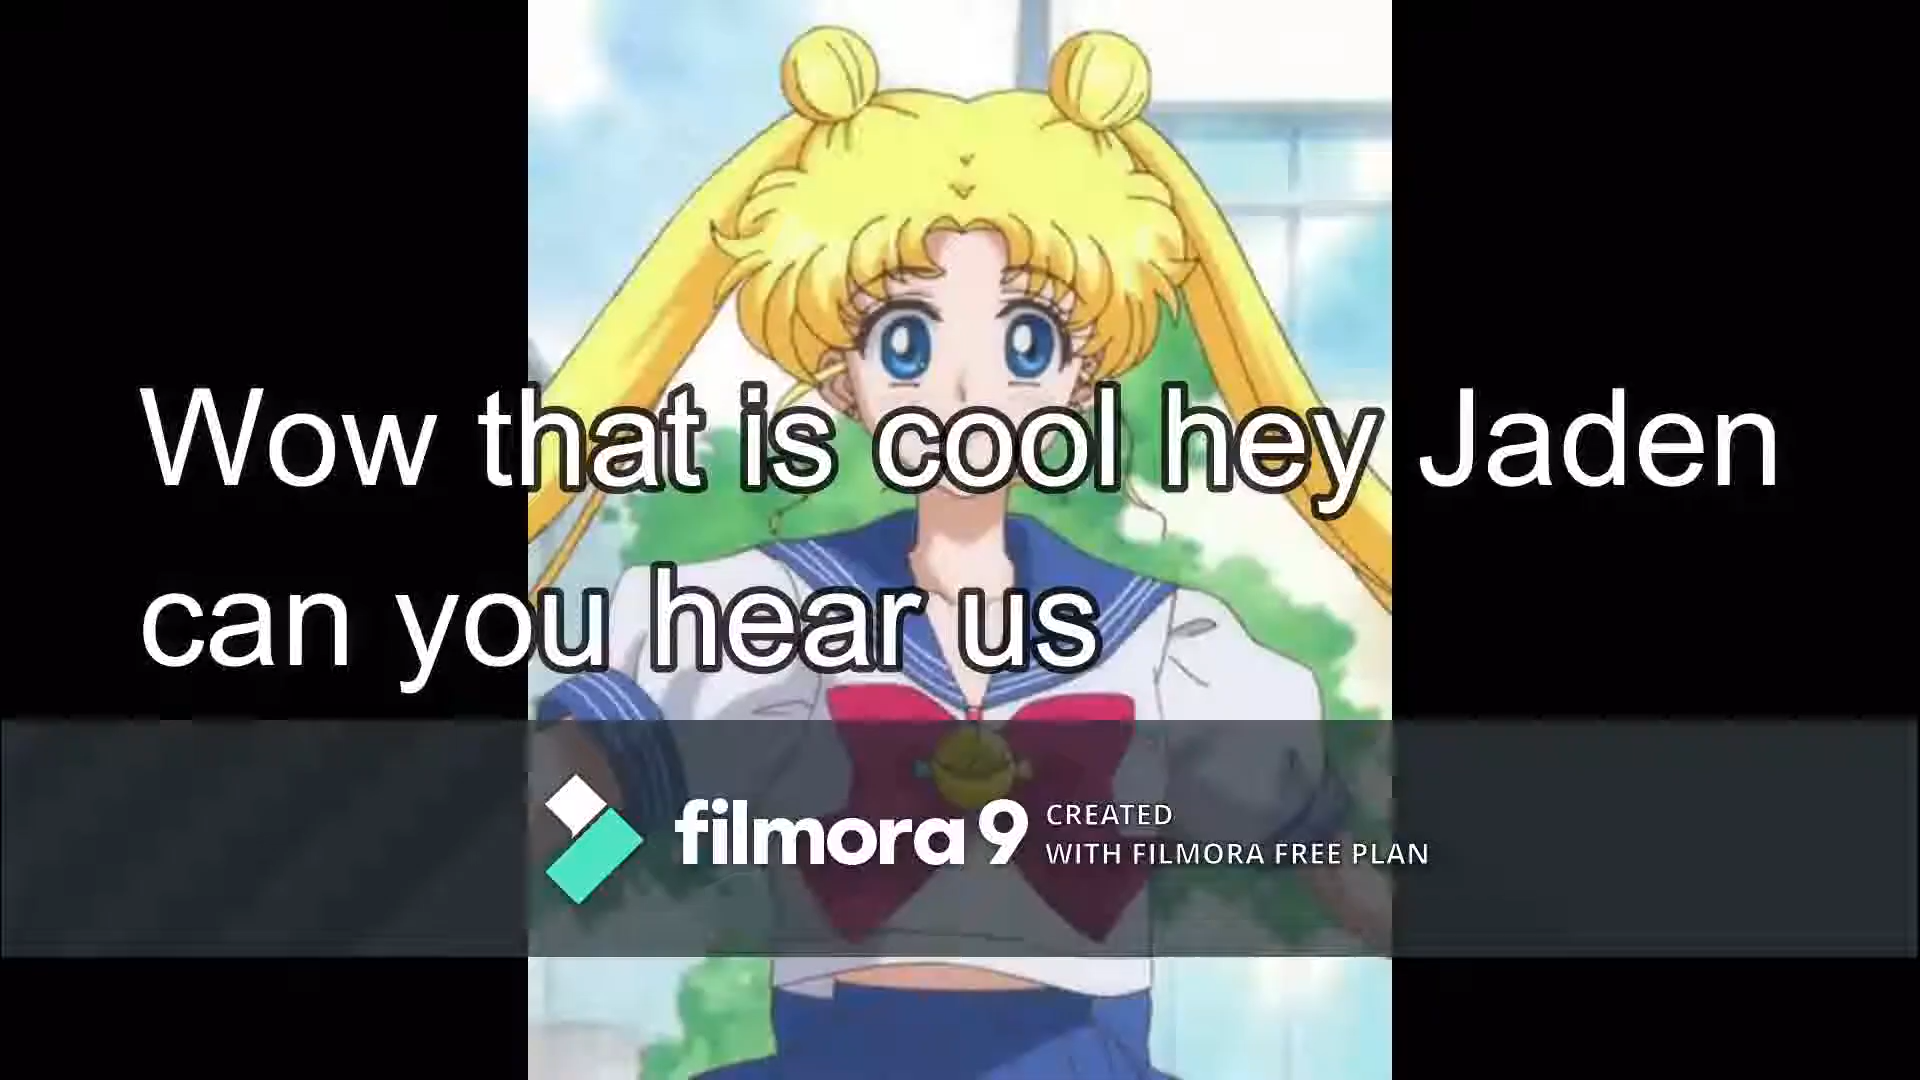 Wow that is cool hey Jaden
can you hear us
filmora9 CREATED
WITH FILMORA FREE PLAN